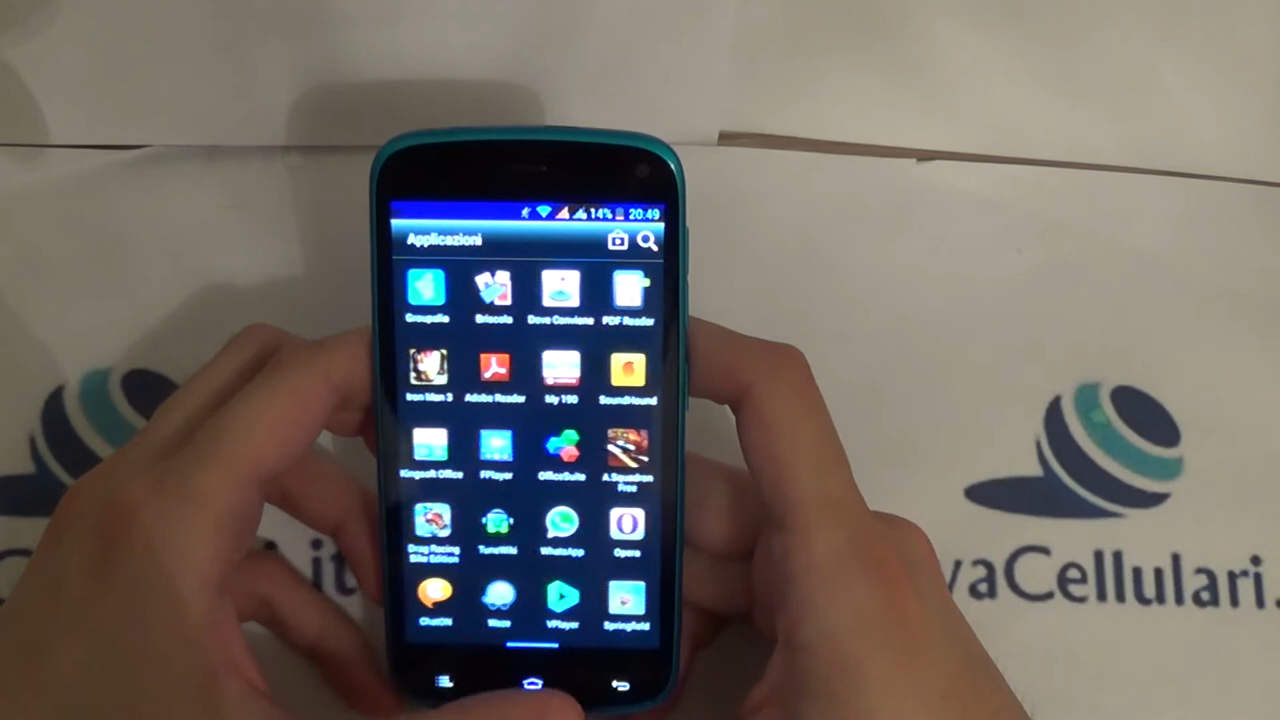 14% 20:49
Applicazioni
Groupalia Briscola Dove Conviene PDF Reader
Iron Man 3 Adobe Reader My 190 SoundHound
Kingsoft Office FPlayer OfficeSuite A.Squadron
Free
Drag Racing TuneWiki WhatsApp Opera
Bike Edition
ChatON Waze VPlayer Springfield
.it
vaCellulari.